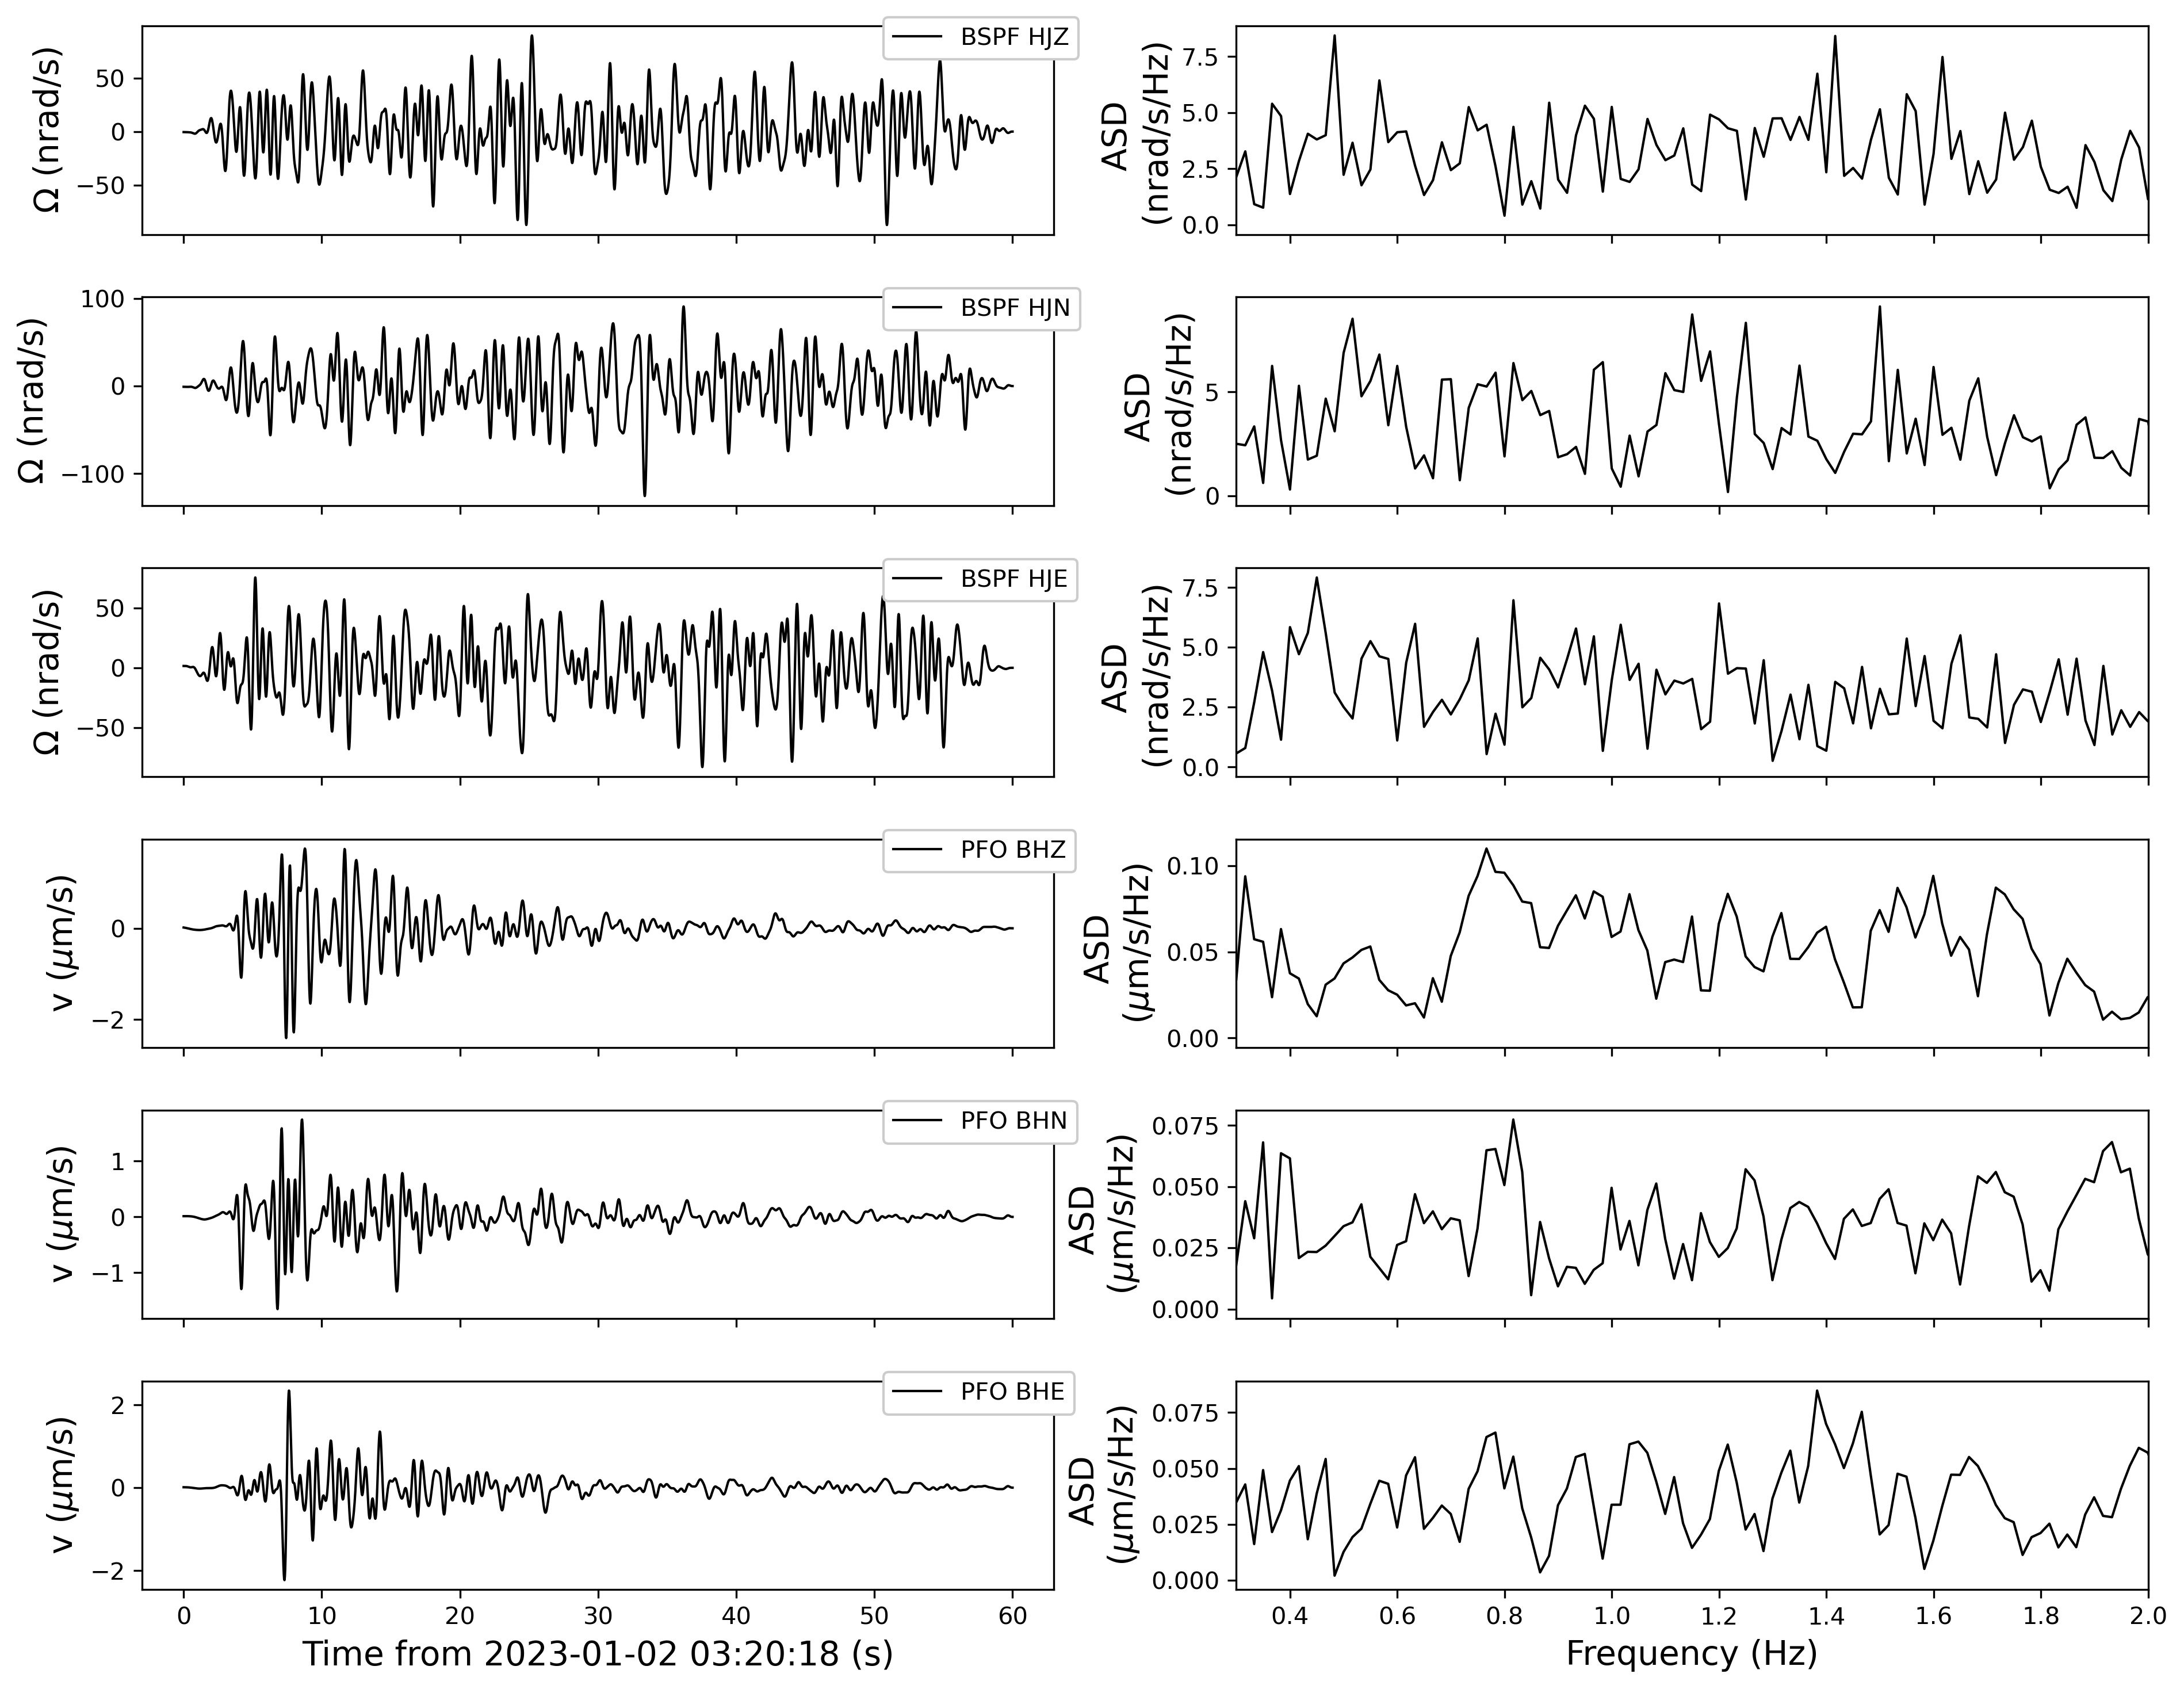 BSPF HJZ
Ω (nrad/s)
50
0
−50
ASD
(nrad/s/Hz)
7.5
5.0
2.5
0.0
BSPF HJN
Ω (nrad/s)
100
0
−100
ASD
(nrad/s/Hz)
5
0
BSPF HJE
Ω (nrad/s)
50
0
−50
ASD
(nrad/s/Hz)
7.5
5.0
2.5
0.0
PFO BHZ
v (μm/s)
0
−2
ASD
(μm/s/Hz)
0.10
0.05
0.00
PFO BHN
v (μm/s)
1
0
−1
ASD
(μm/s/Hz)
0.075
0.050
0.025
0.000
PFO BHE
v (μm/s)
2
0
−2
ASD
(μm/s/Hz)
0.075
0.050
0.025
0.000
0 10 20 30 40 50 60
Time from 2023-01-02 03:20:18 (s)
0.4 0.6 0.8 1.0 1.2 1.4 1.6 1.8 2.0
Frequency (Hz)